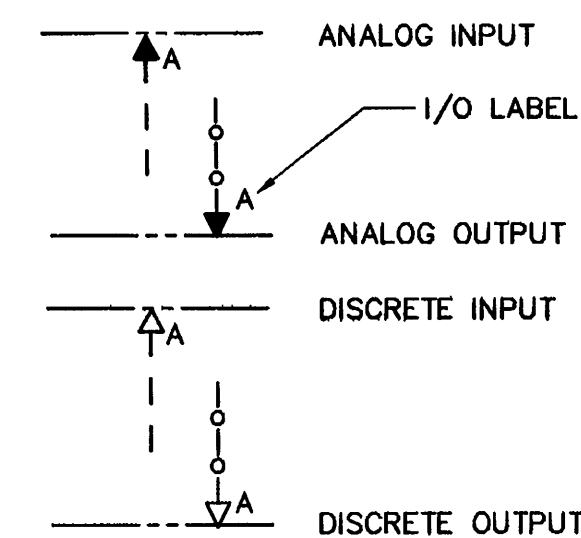 ANALOG INPUT
A
I/O LABEL
A
ANALOG OUTPUT
DISCRETE INPUT
A
A
DISCRETE OUTPUT